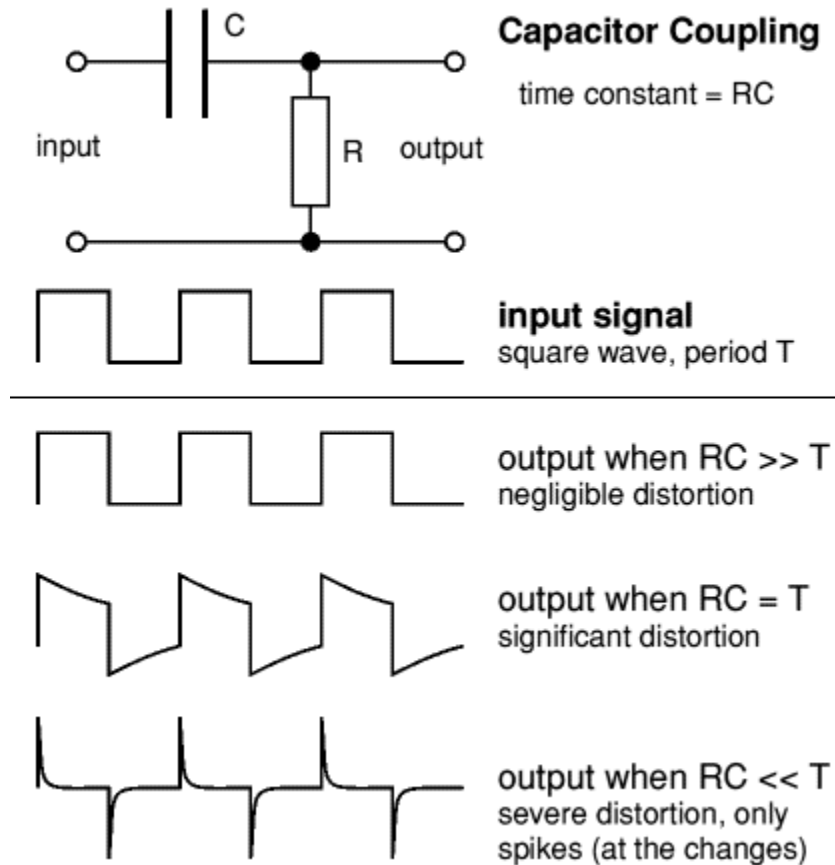 C
Capacitor Coupling
time constant = RC
input
R
output
input signal
square wave, period T
output when RC >> T
negligible distortion
output when RC = T
significant distortion
output when RC << T
severe distortion, only
spikes (at the changes)